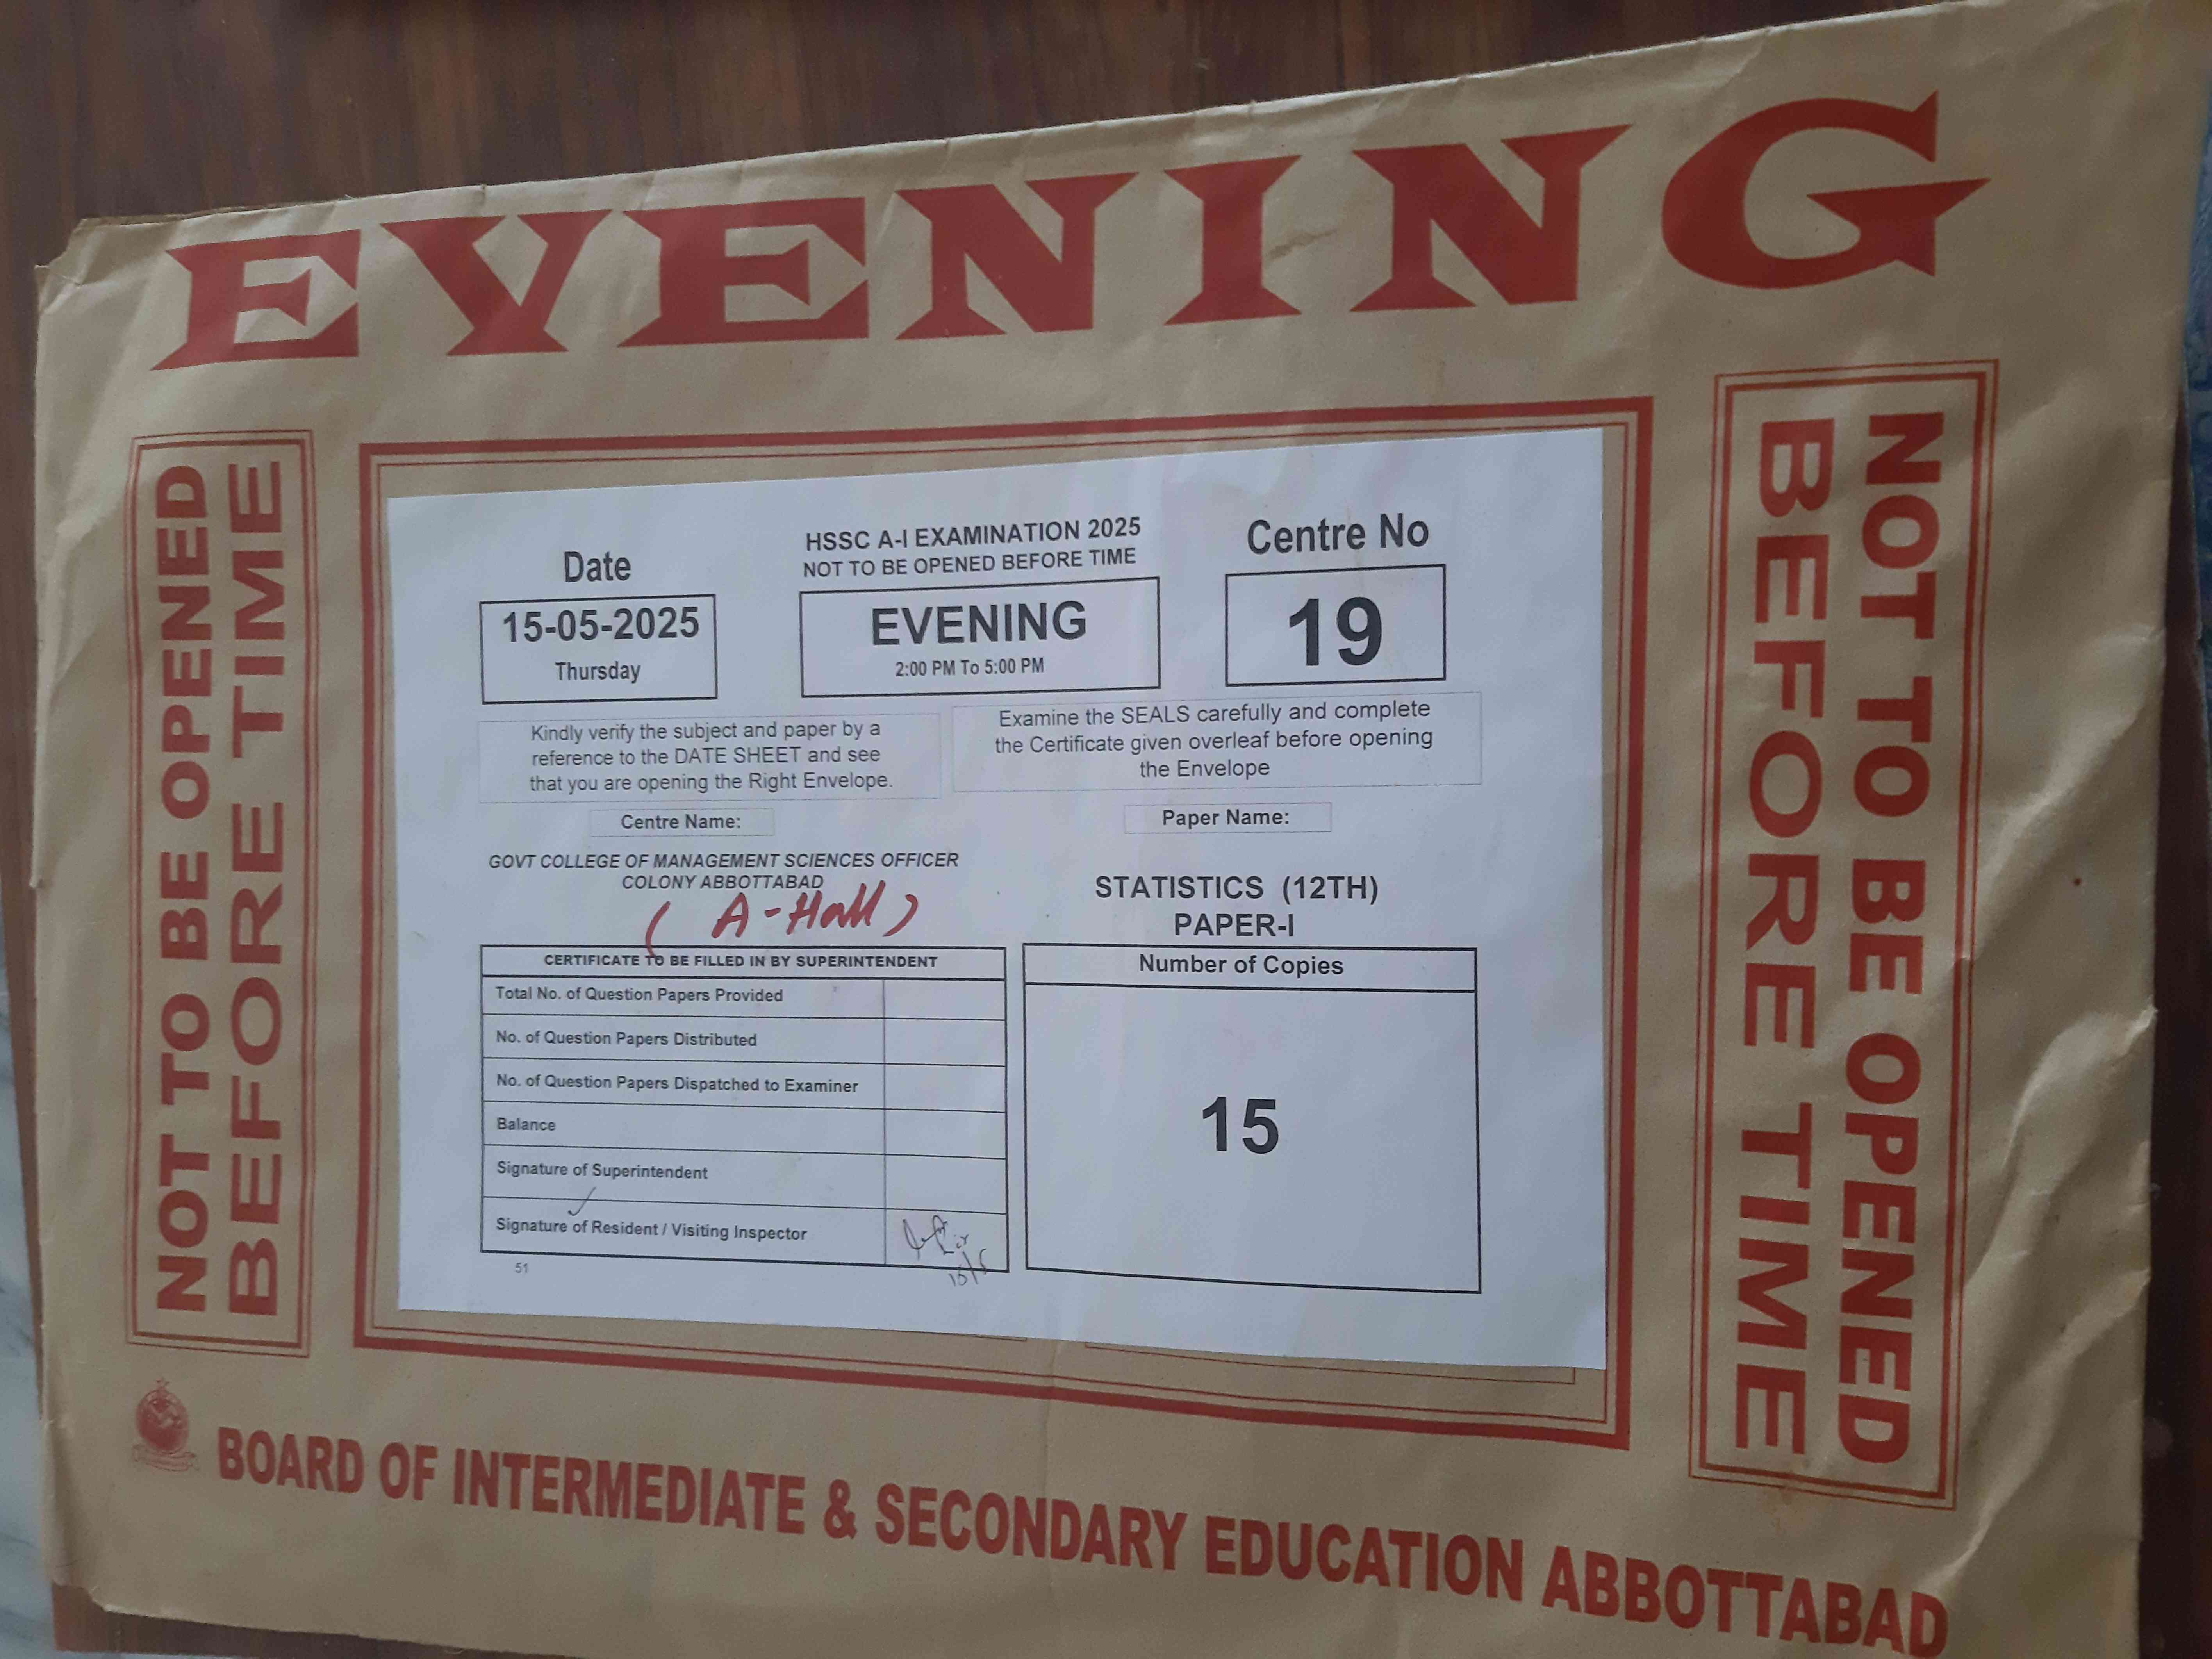 EVENING
NOT TO BE OPENED
BEFORE TIME
HSSC A-I EXAMINATION 2025
NOT TO BE OPENED BEFORE TIME
Date
15-05-2025
Thursday
EVENING
2:00 PM To 5:00 PM
Centre No
19
Kindly verify the subject and paper by a
reference to the DATE SHEET and see
that you are opening the Right Envelope.
Examine the SEALS carefully and complete
the Certificate given overleaf before opening
the Envelope
Centre Name:
GOVT COLLEGE OF MANAGEMENT SCIENCES OFFICER
COLONY ABBOTTABAD
( A-Hall )
Paper Name:
STATISTICS (12TH)
PAPER-I
CERTIFICATE TO BE FILLED IN BY SUPERINTENDENT
Total No. of Question Papers Provided
No. of Question Papers Distributed
No. of Question Papers Dispatched to Examiner
Balance
Signature of Superintendent
Signature of Resident / Visiting Inspector
15/5
51
Number of Copies
15
NOT TO BE OPENED
BEFORE TIME
BOARD OF INTERMEDIATE & SECONDARY EDUCATION ABBOTTABAD